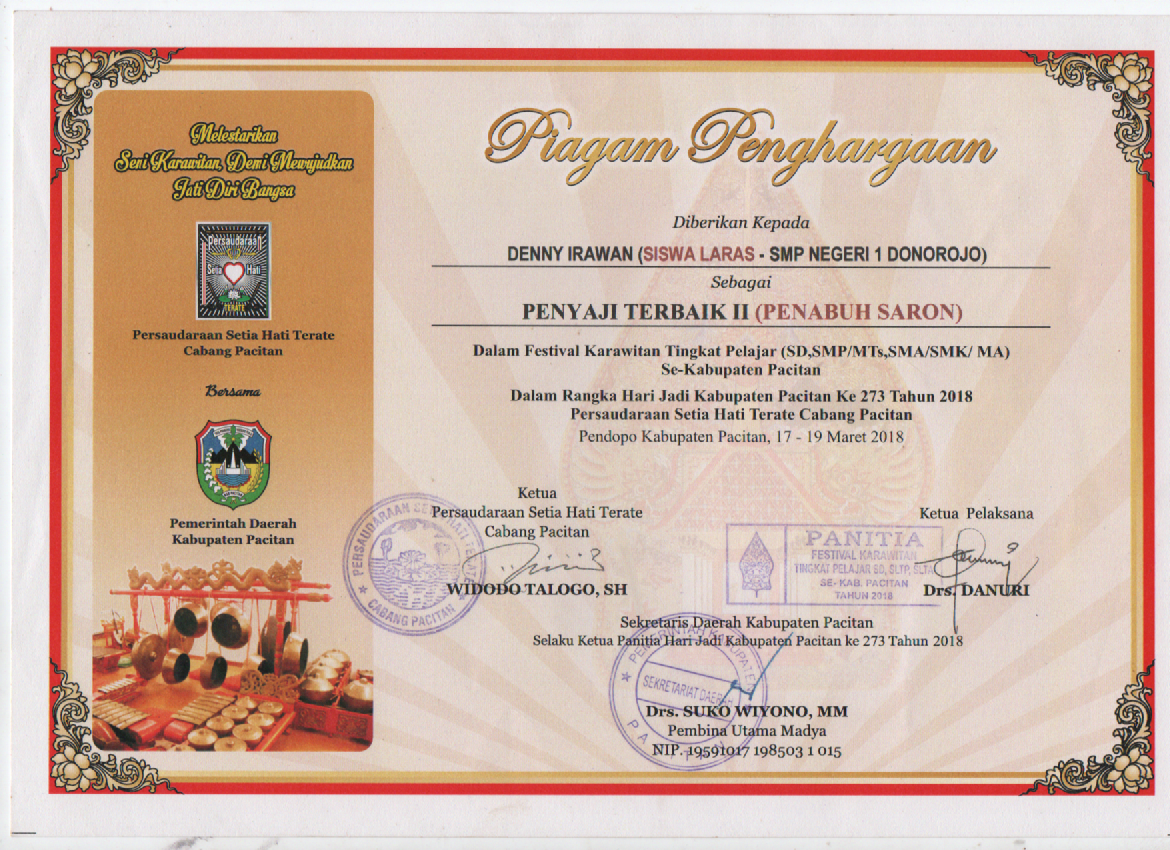 Melestarikan
Seni Karawitan, Demi Mewujudkan
Jati Diri Bangsa
Persaudaraan
Setia Hati
TERATE
Persaudaraan Setia Hati Terate
Cabang Pacitan
Bersama
Pemerintah Daerah
Kabupaten Pacitan
Piagam Penghargaan
Diberikan Kepada
DENNY IRAWAN (SISWA LARAS - SMP NEGERI 1 DONOROJO)
Sebagai
PENYAJI TERBAIK II (PENABUH SARON)
Dalam Festival Karawitan Tingkat Pelajar (SD,SMP/MTs,SMA/SMK/ MA)
Se-Kabupaten Pacitan
Dalam Rangka Hari Jadi Kabupaten Pacitan Ke 273 Tahun 2018
Persaudaraan Setia Hati Terate Cabang Pacitan
Pendopo Kabupaten Pacitan, 17 - 19 Maret 2018
Ketua
Persaudaraan Setia Hati Terate
Cabang Pacitan
PERSAUDARAAN SETIA HATI TERATE
CABANG PACITAN
WIDODO TALOGO, SH
Ketua Pelaksana
PANITIA
FESTIVAL KARAWITAN
TINGKAT PELAJAR SD, SLTP, SLTA
SE- KAB. PACITAN
TAHUN 2018
Drs. DANURI
Sekretaris Daerah Kabupaten Pacitan
Selaku Ketua Panitia Hari Jadi Kabupaten Pacitan ke 273 Tahun 2018
PEMERINTAH KABUPATEN
SEKRETARIAT DAERAH
Drs. SUKO WIYONO, MM
Pembina Utama Madya
NIP. 19591017 198503 1 015